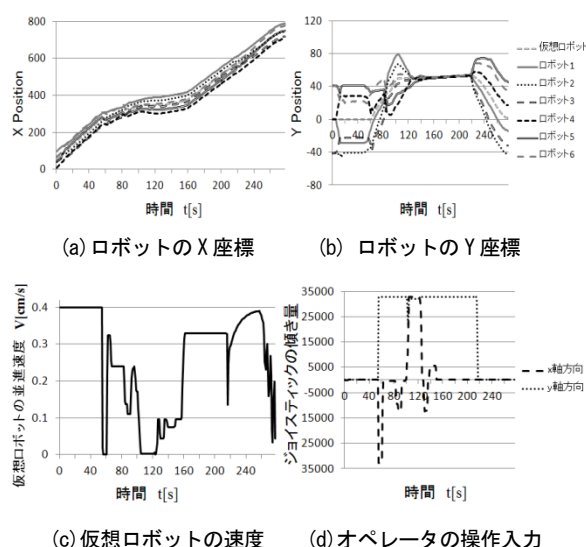 800
600
400
200
0
X Position
0 40 80 120 160 200 240
時間 t[s]
(a)ロボットのX座標
120
80
40
0
-40
-80
Y Position
0 40 80 120 160 200 240
時間 t[s]
仮想ロボット
ロボット1
ロボット2
ロボット3
ロボット4
ロボット5
ロボット6
(b) ロボットのY座標
0.4
0.3
0.2
0.1
0
仮想ロボットの並進速度 V[cm/s]
0 40 80 120 160 200 240
時間 t[s]
(c)仮想ロボットの速度
35000
25000
15000
5000
-5000
15000
25000
35000
ジョイスティックの傾き量
0 40 80 120 160 200 240
時間 t[s]
x軸方向
y軸方向
(d)オペレータの操作入力